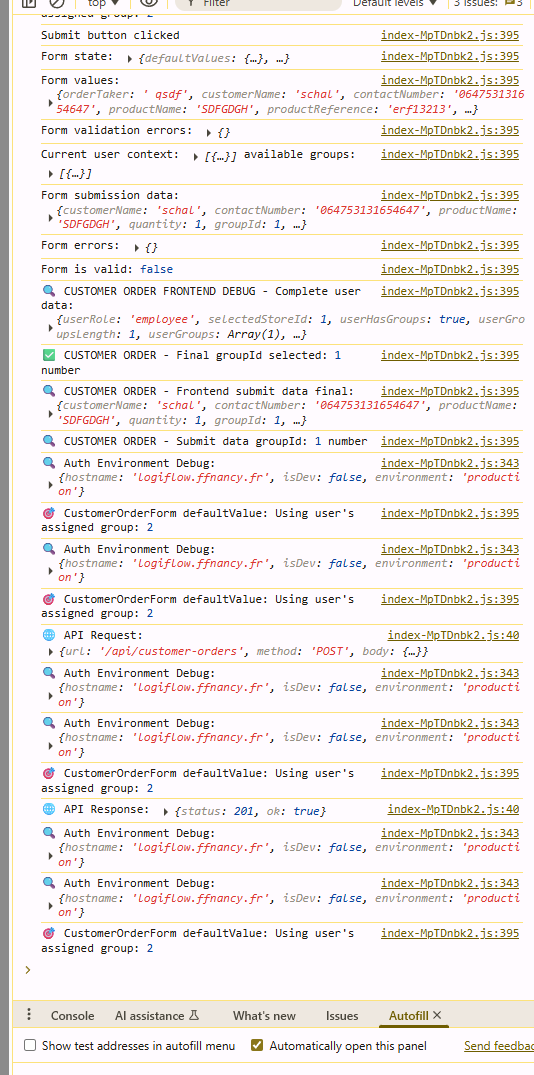 top ▼
Filter
Default levels ▼
3 Issues:
3
assigned group: 2
Submit button clicked index-MpTDnbk2.js:395
Form state: ▶ {defaultValues: {…}, …} index-MpTDnbk2.js:395
Form values: index-MpTDnbk2.js:395
{orderTaker: ' qsdf', customerName: 'schal', contactNumber: '0647531316
54647', productName: 'SDFGDGH', productReference: 'erf13213', …}
Form validation errors: ▶ {} index-MpTDnbk2.js:395
Current user context: ▶ [{…}] available groups: index-MpTDnbk2.js:395
▶ [{…}]
Form submission data: index-MpTDnbk2.js:395
{customerName: 'schal', contactNumber: '064753131654647', productName:
'SDFGDGH', quantity: 1, groupId: 1, …}
Form errors: ▶ {} index-MpTDnbk2.js:395
Form is valid: false index-MpTDnbk2.js:395
🔍 CUSTOMER ORDER FRONTEND DEBUG - Complete user index-MpTDnbk2.js:395
data:
{userRole: 'employee', selectedStoreId: 1, userHasGroups: true, userGro
upsLength: 1, userGroups: Array(1), …}
✅ CUSTOMER ORDER - Final groupId selected: 1 index-MpTDnbk2.js:395
number
🔍 CUSTOMER ORDER - Frontend submit data final: index-MpTDnbk2.js:395
{customerName: 'schal', contactNumber: '064753131654647', productName:
'SDFGDGH', quantity: 1, groupId: 1, …}
🔍 CUSTOMER ORDER - Submit data groupId: 1 number index-MpTDnbk2.js:395
🔍 Auth Environment Debug: index-MpTDnbk2.js:343
{hostname: 'logiflow.ffnancy.fr', isDev: false, environment: 'producti
on'}
🎯 CustomerOrderForm defaultValue: Using user's index-MpTDnbk2.js:395
assigned group: 2
🔍 Auth Environment Debug: index-MpTDnbk2.js:343
{hostname: 'logiflow.ffnancy.fr', isDev: false, environment: 'producti
on'}
🎯 CustomerOrderForm defaultValue: Using user's index-MpTDnbk2.js:395
assigned group: 2
🌐 API Request: index-MpTDnbk2.js:40
▶ {url: '/api/customer-orders', method: 'POST', body: {…}}
🔍 Auth Environment Debug: index-MpTDnbk2.js:343
{hostname: 'logiflow.ffnancy.fr', isDev: false, environment: 'producti
on'}
🔍 Auth Environment Debug: index-MpTDnbk2.js:343
{hostname: 'logiflow.ffnancy.fr', isDev: false, environment: 'producti
on'}
🎯 CustomerOrderForm defaultValue: Using user's index-MpTDnbk2.js:395
assigned group: 2
🌐 API Response: ▶ {status: 201, ok: true} index-MpTDnbk2.js:40
🔍 Auth Environment Debug: index-MpTDnbk2.js:343
{hostname: 'logiflow.ffnancy.fr', isDev: false, environment: 'producti
on'}
🔍 Auth Environment Debug: index-MpTDnbk2.js:343
{hostname: 'logiflow.ffnancy.fr', isDev: false, environment: 'producti
on'}
🎯 CustomerOrderForm defaultValue: Using user's index-MpTDnbk2.js:395
assigned group: 2
Console AI assistance What's new Issues Autofill ✕
Show test addresses in autofill menu Automatically open this panel Send feedbac